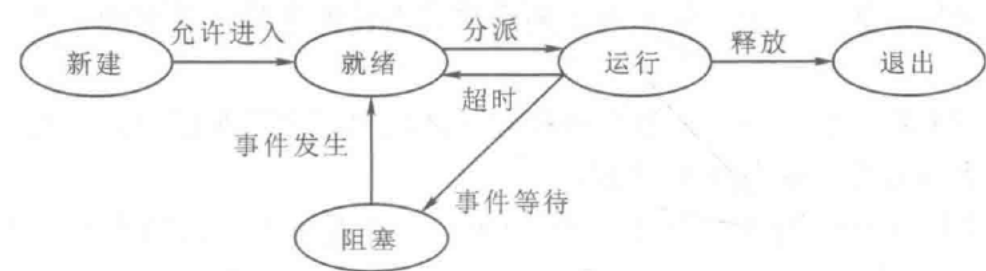 允许进入
分派
释放
新建
就绪
运行
退出
超时
事件发生
事件等待
阻塞